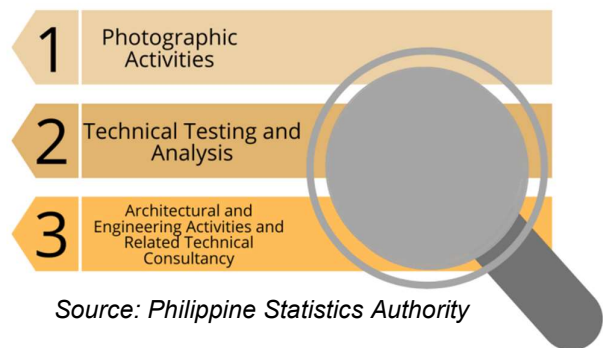 1
Photographic
Activities
2
Technical Testing and
Analysis
3
Architectural and
Engineering Activities and
Related Technical
Consultancy
Source: Philippine Statistics Authority